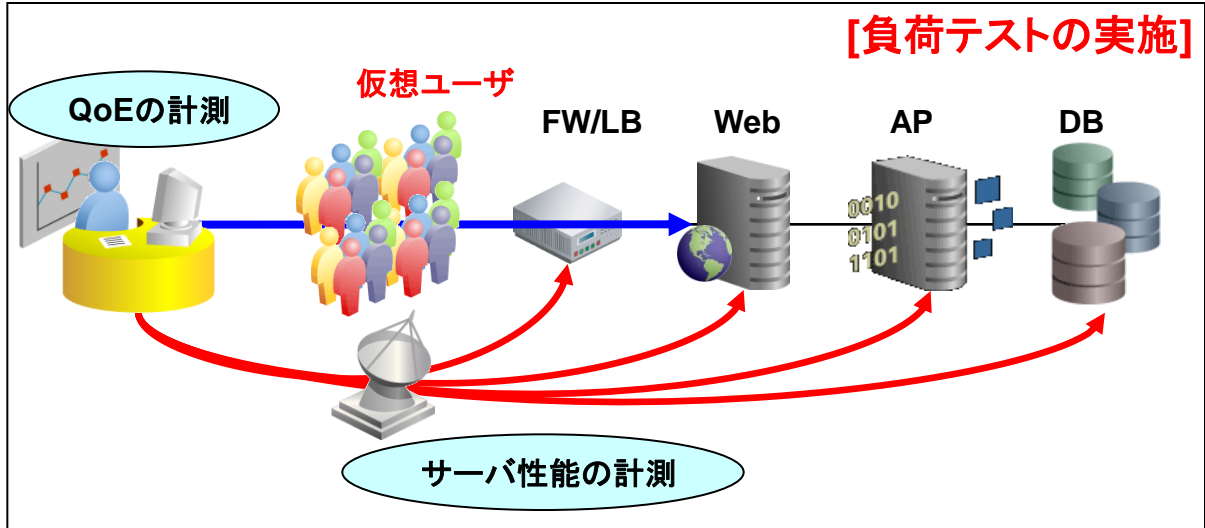 [負荷テストの実施]
仮想ユーザ
QoEの計測
FW/LB
Web
AP
DB
0010
0101
1101
サーバ性能の計測